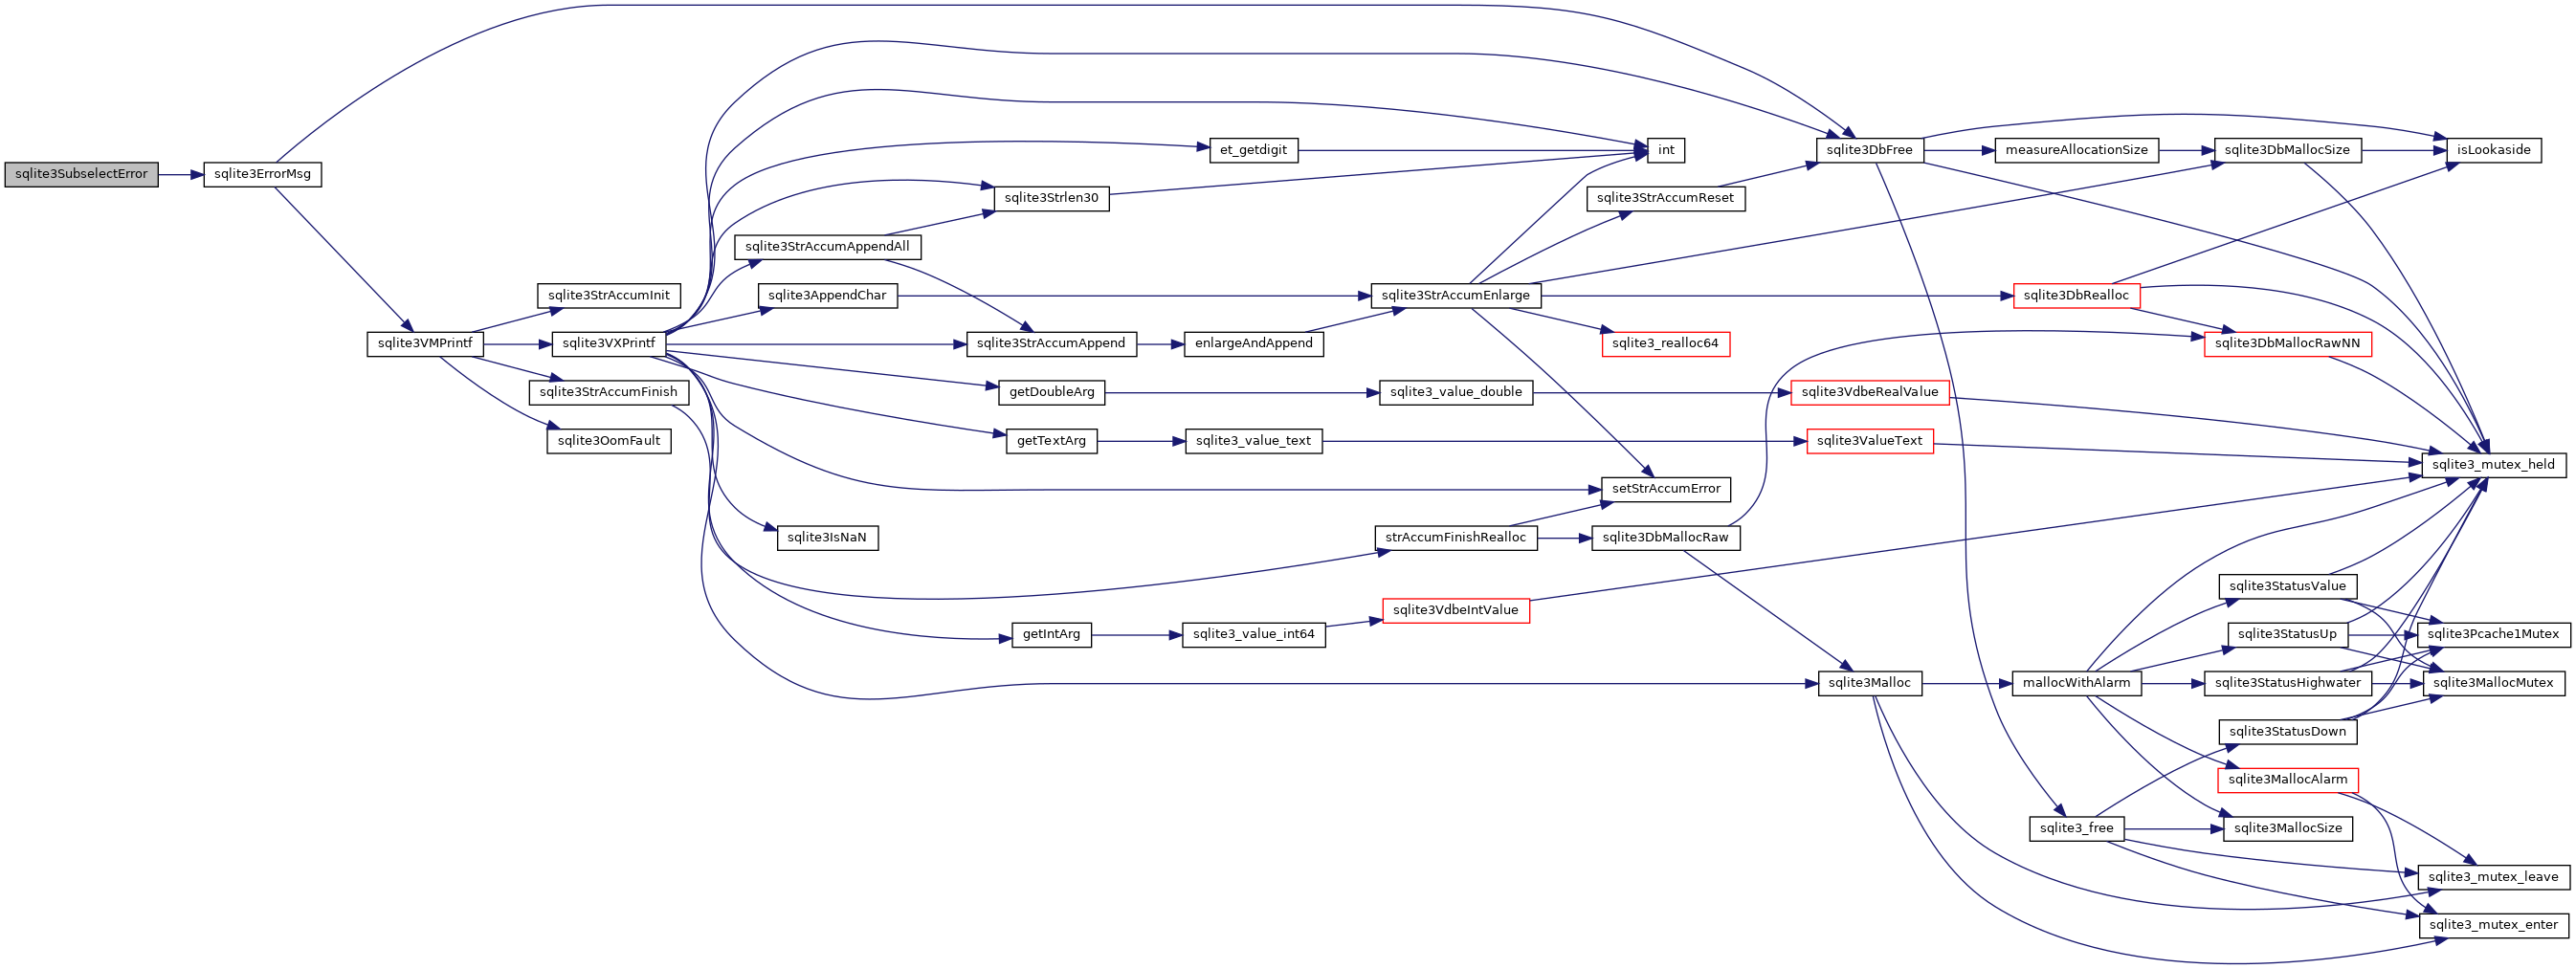 sqlite3SubselectError
sqlite3ErrorMsg
sqlite3VMPrintf
sqlite3StrAccumInit
sqlite3VXPrintf
sqlite3StrAccumFinish
sqlite3OomFault
sqlite3StrAccumAppendAll
sqlite3AppendChar
sqlite3IsNaN
sqlite3Strlen30
sqlite3StrAccumAppend
getDoubleArg
getTextArg
getIntArg
et_getdigit
enlargeAndAppend
sqlite3_value_text
sqlite3_value_int64
sqlite3StrAccumEnlarge
sqlite3_value_double
strAccumFinishRealloc
sqlite3VdbeIntValue
int
sqlite3StrAccumReset
sqlite3_realloc64
setStrAccumError
sqlite3DbMallocRaw
sqlite3DbFree
sqlite3VdbeRealValue
sqlite3ValueText
sqlite3Malloc
measureAllocationSize
sqlite3DbRealloc
mallocWithAlarm
sqlite3_free
sqlite3DbMallocSize
sqlite3DbMallocRawNN
sqlite3StatusValue
sqlite3StatusUp
sqlite3StatusHighwater
sqlite3StatusDown
sqlite3MallocAlarm
sqlite3MallocSize
isLookaside
sqlite3_mutex_held
sqlite3Pcache1Mutex
sqlite3MallocMutex
sqlite3_mutex_leave
sqlite3_mutex_enter